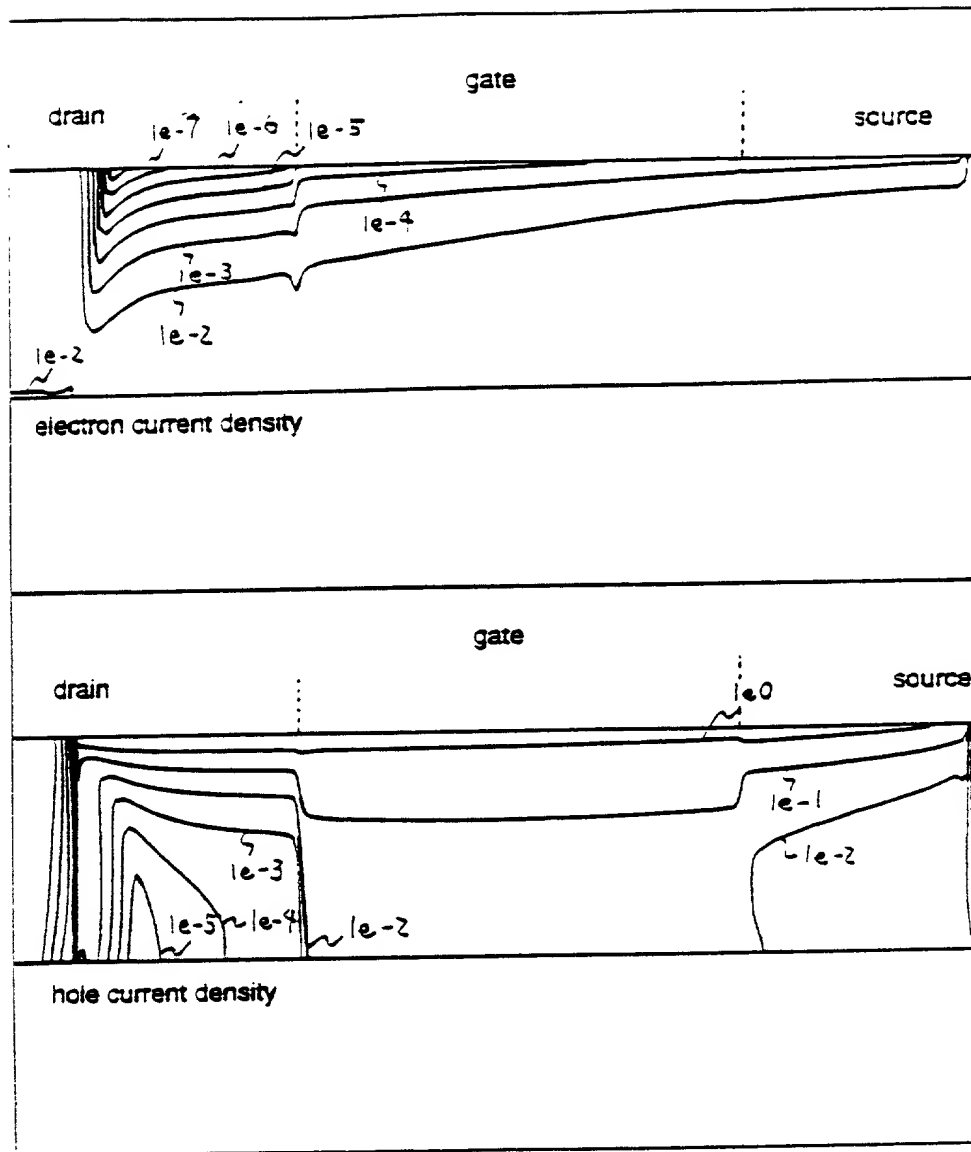 gate
drain
source
1e-7
1e-6
1e-5
1e-4
1e-3
1e-2
1e-2
electron current density
gate
drain
source
1e0
1e-1
1e-2
1e-3
1e-5
1e-4
1e-2
hole current density